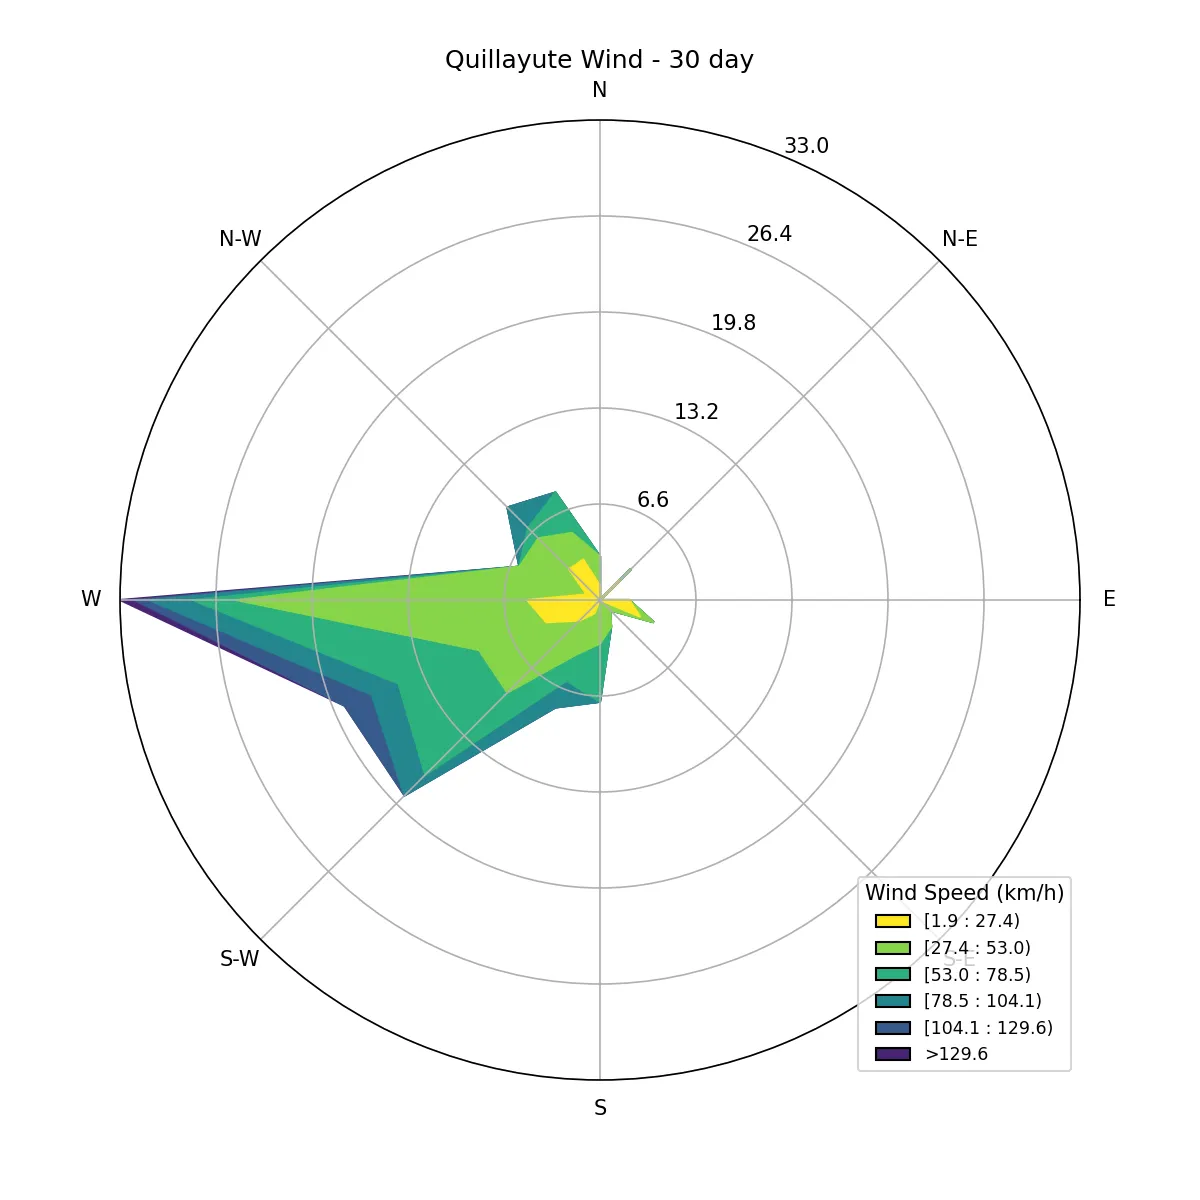 Quillayute Wind - 30 day
N
33.0
N-W
26.4
N-E
19.8
13.2
6.6
W
E
Wind Speed (km/h)
[1.9 : 27.4)
[27.4 : 53.0)
S-W
S-E
[53.0 : 78.5)
[78.5 : 104.1)
[104.1 : 129.6)
>129.6
S